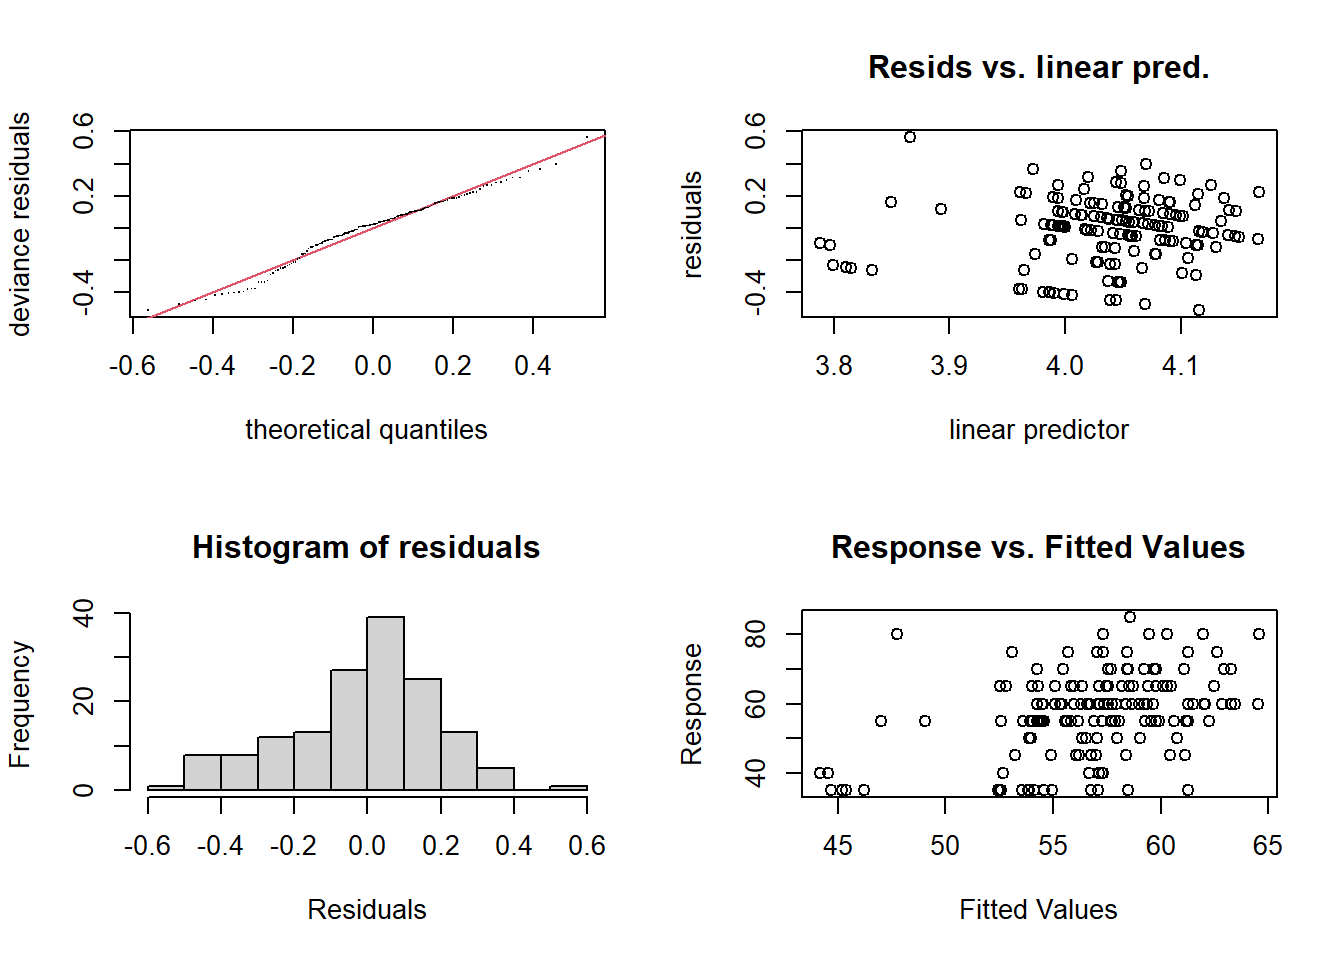 deviance residuals
-0.4 0.2 0.6
-0.6 -0.4 -0.2 0.0 0.2 0.4
theoretical quantiles
Resids vs. linear pred.
residuals
-0.4 0.2 0.6
3.8 3.9 4.0 4.1
linear predictor
Histogram of residuals
Frequency
0 20 40
-0.6 -0.4 -0.2 0.0 0.2 0.4 0.6
Residuals
Response vs. Fitted Values
Response
40 60 80
45 50 55 60 65
Fitted Values